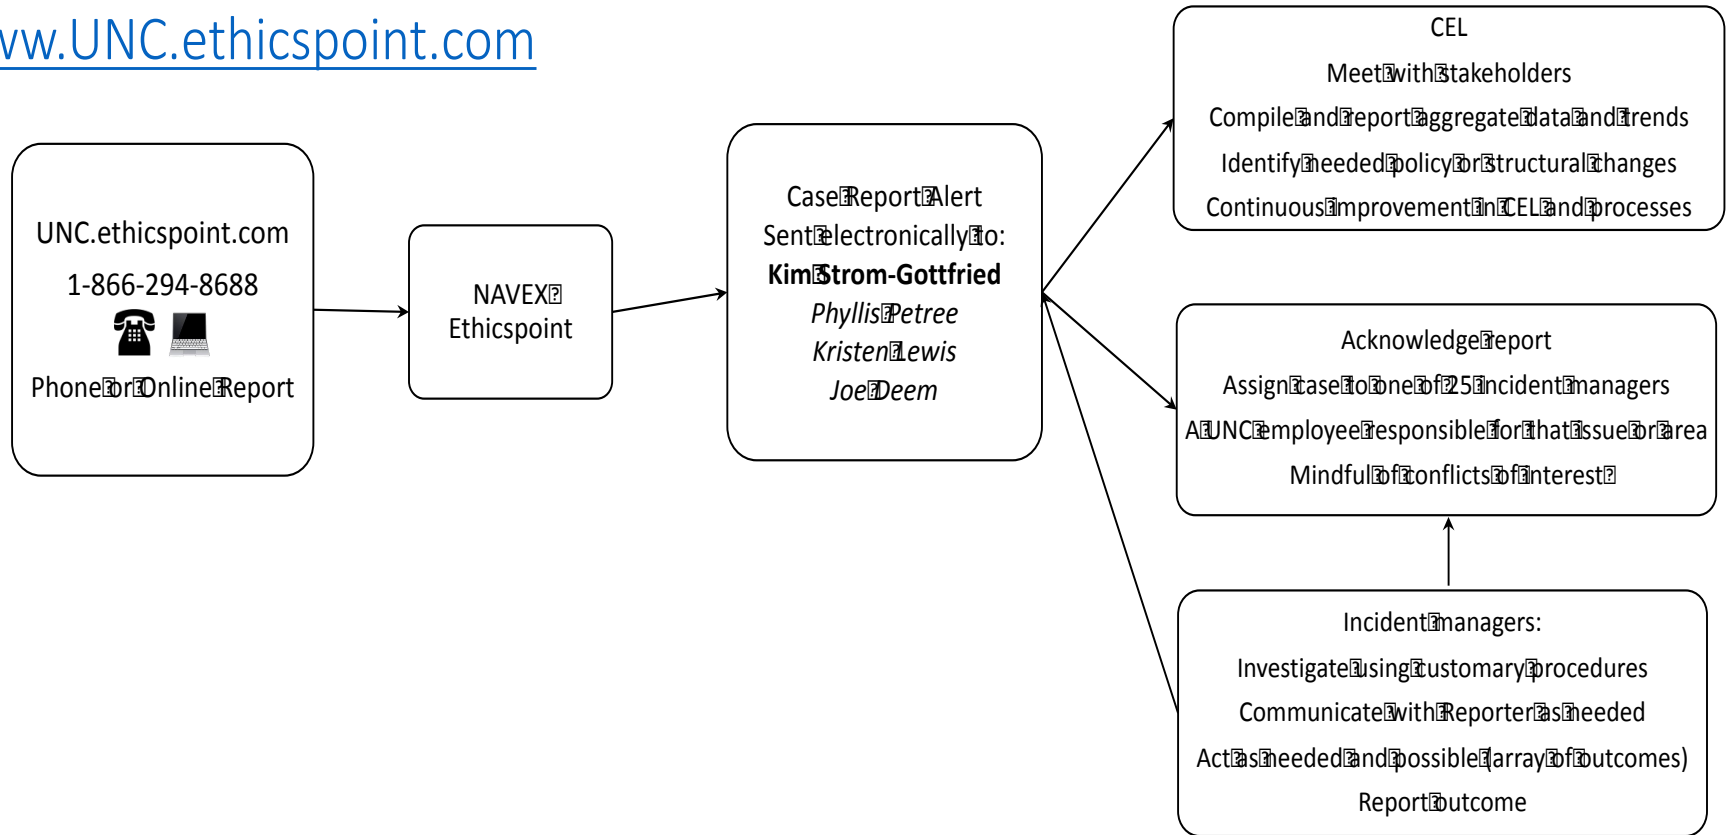 ww.UNC.ethicspoint.com
UNC.ethicspoint.com
1-866-294-8688
Phone or Online Report
NAVEX
Ethicspoint
Case Report Alert
Sent electronically to:
Kim Strom-Gottfried
Phyllis Petree
Kristen Lewis
Joe Deem
CEL
Meet with stakeholders
Compile and report aggregate data and trends
Identify needed policy or structural changes
Continuous improvement in CEL and processes
Acknowledge report
Assign case to one of 25 incident managers
A UNC employee responsible for that issue or area
Mindful of conflicts of interest
Incident managers:
Investigate using customary procedures
Communicate with Reporter as needed
Act as needed and possible (array of outcomes)
Report outcome